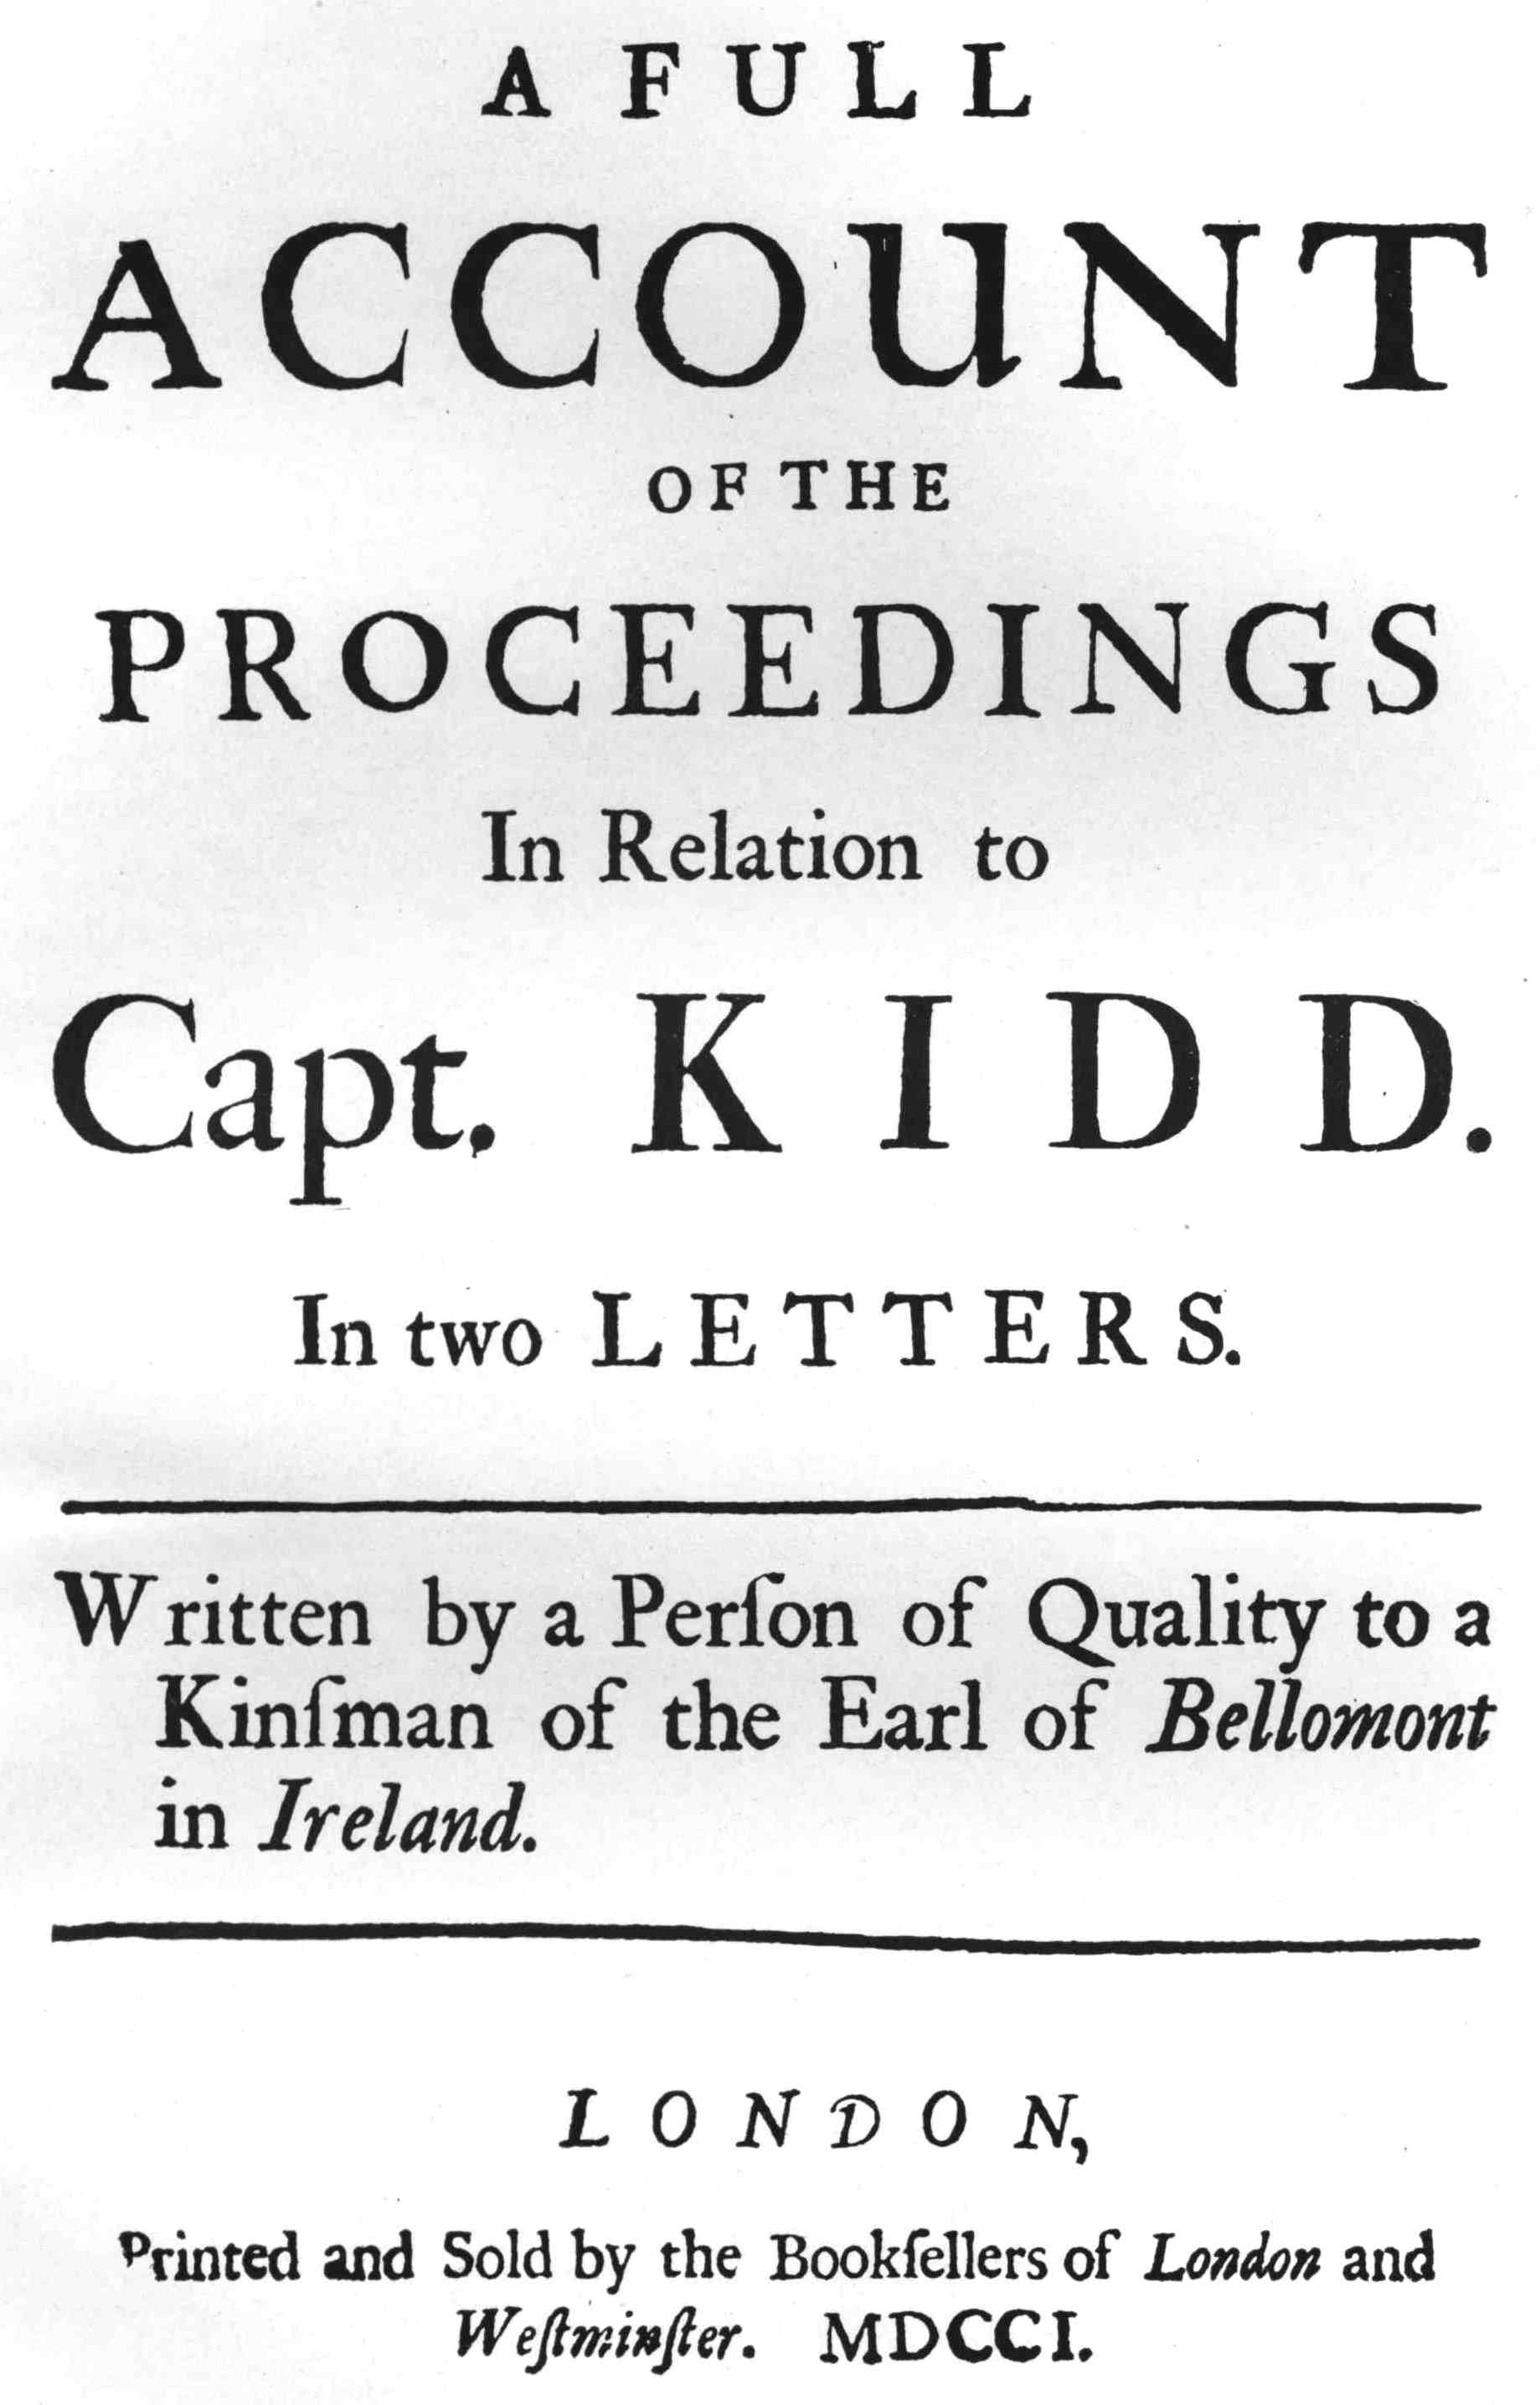 A FULL
ACCOUNT
OF THE
PROCEEDINGS
In Relation to
Capt. KIDD.
In two LETTERS.
Written by a Perſon of Quality to a
Kinſman of the Earl of Bellomont
in Ireland.
LONDON,
Printed and Sold by the Bookſellers of London and
Weſtminſter. MDCCI.